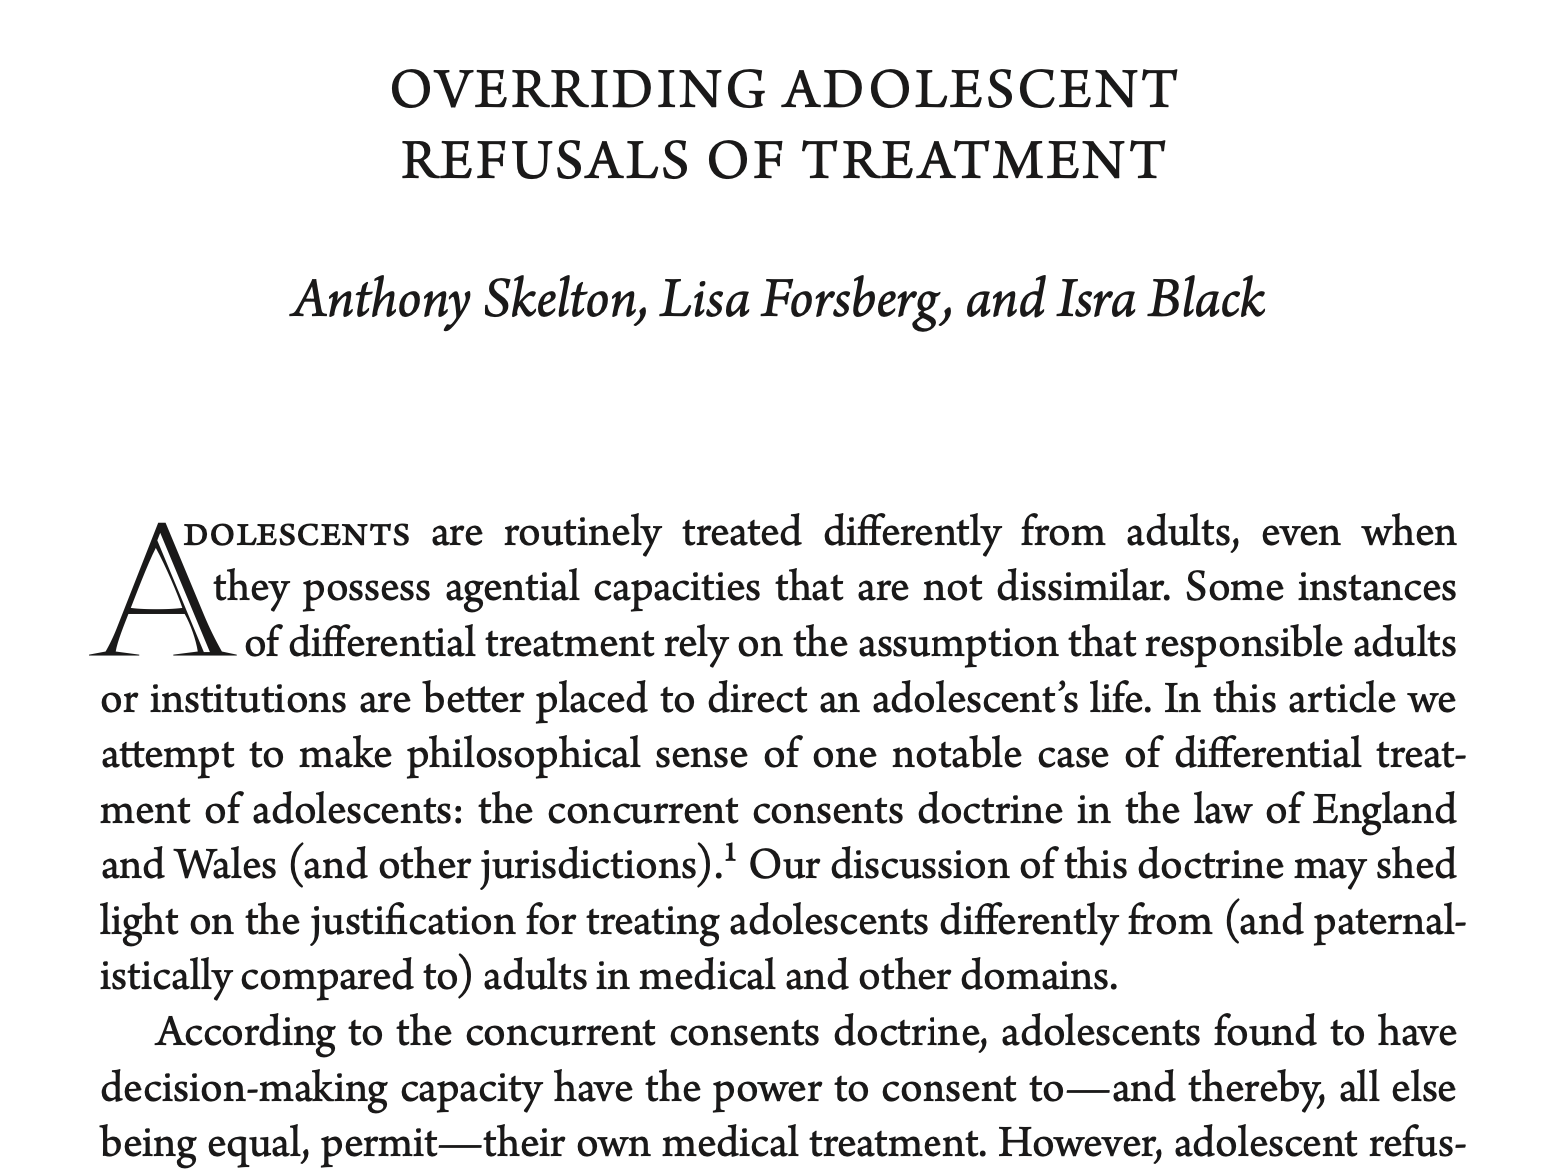 OVERRIDING ADOLESCENT
REFUSALS OF TREATMENT
Anthony Skelton, Lisa Forsberg, and Isra Black
ADOLESCENTS are routinely treated differently from adults, even when
they possess agential capacities that are not dissimilar. Some instances
of differential treatment rely on the assumption that responsible adults
or institutions are better placed to direct an adolescent’s life. In this article we
attempt to make philosophical sense of one notable case of differential treat-
ment of adolescents: the concurrent consents doctrine in the law of England
and Wales (and other jurisdictions).¹ Our discussion of this doctrine may shed
light on the justification for treating adolescents differently from (and paternal-
istically compared to) adults in medical and other domains.
According to the concurrent consents doctrine, adolescents found to have
decision-making capacity have the power to consent to—and thereby, all else
being equal, permit—their own medical treatment. However, adolescent refus-